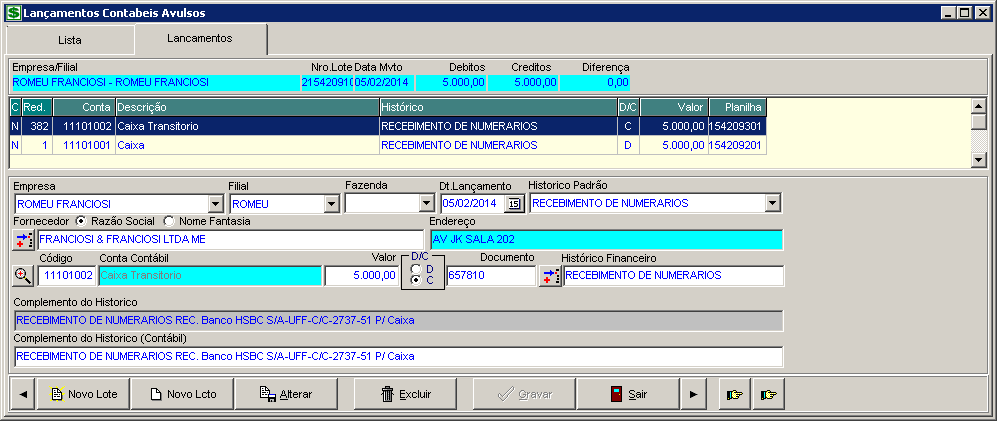 Lançamentos Contabeis Avulsos
Lista
Lancamentos
Empresa/Filial Nro.Lote Data Mvto Debitos Creditos Diferença
ROMEU FRANCIOSI - ROMEU FRANCIOSI 215420910 05/02/2014 5.000,00 5.000,00 0,00
C Red. Conta Descrição Histórico D/C Valor Planilha
N 382 11101002 Caixa Transitorio RECEBIMENTO DE NUMERARIOS C 5.000,00 154209301
N 1 11101001 Caixa RECEBIMENTO DE NUMERARIOS D 5.000,00 154209201
Empresa Filial Fazenda Dt.Lançamento Historico Padrão
ROMEU FRANCIOSI ROMEU 05/02/2014 15 RECEBIMENTO DE NUMERARIOS
Fornecedor Razão Social Nome Fantasia Endereço
FRANCIOSI & FRANCIOSI LTDA ME AV JK SALA 202
Código Conta Contábil Valor D/C Documento Histórico Financeiro
11101002 Caixa Transitorio 5.000,00 D C 657810 RECEBIMENTO DE NUMERARIOS
Complemento do Historico
RECEBIMENTO DE NUMERARIOS REC. Banco HSBC S/A-UFF-C/C-2737-51 P/ Caixa
Complemento do Historico (Contábil)
RECEBIMENTO DE NUMERARIOS REC. Banco HSBC S/A-UFF-C/C-2737-51 P/ Caixa
Novo Lote Novo Lcto Alterar Excluir Gravar Sair